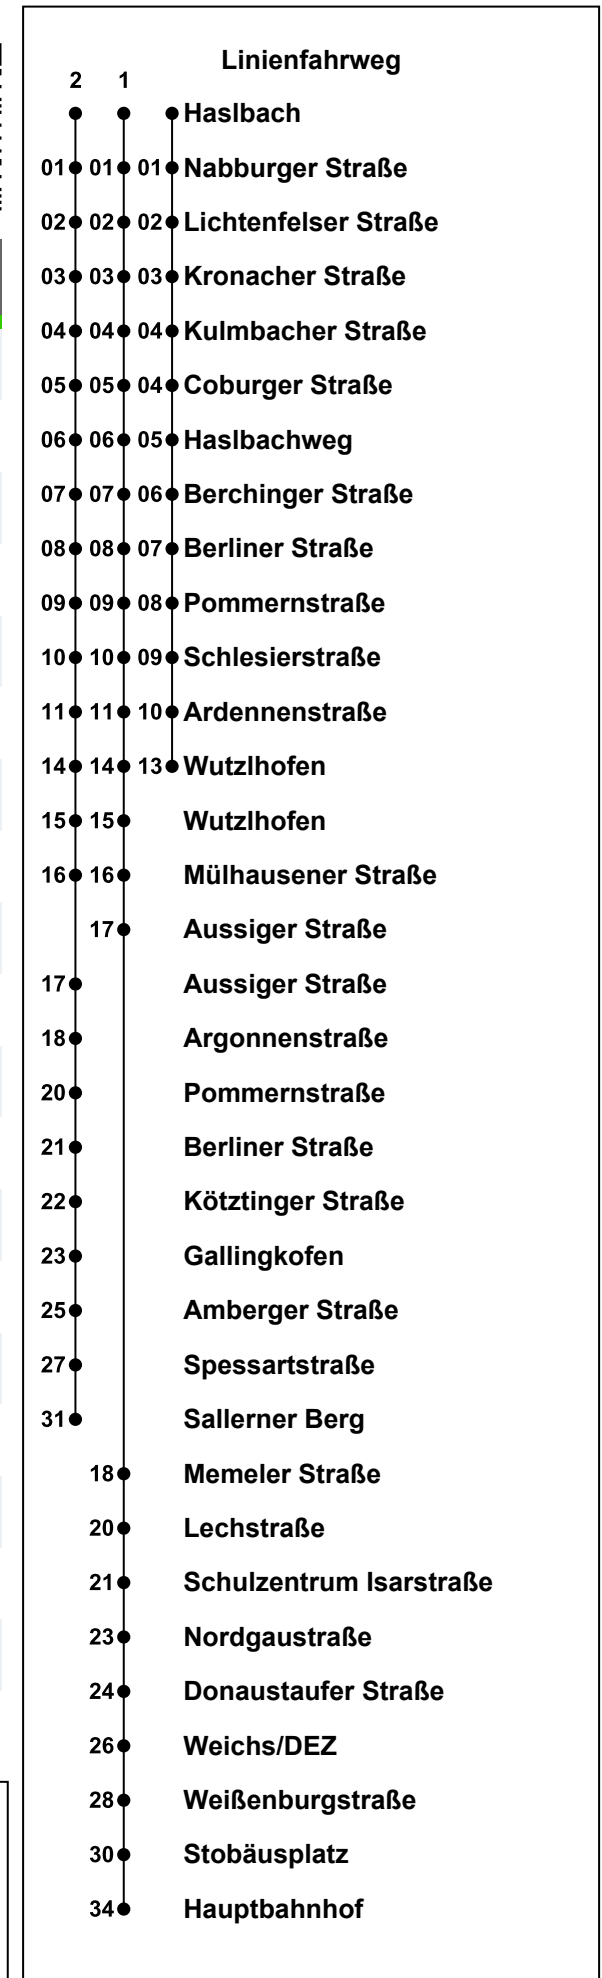 Linienfahrweg
2 1
Haslbach
01 01 01 Nabburger Straße
02 02 02 Lichtenfelser Straße
03 03 03 Kronacher Straße
04 04 04 Kulmbacher Straße
05 05 04 Coburger Straße
06 06 05 Haslbachweg
07 07 06 Berchinger Straße
08 08 07 Berliner Straße
09 09 08 Pommernstraße
10 10 09 Schlesierstraße
11 11 10 Ardennenstraße
14 14 13 Wutzlhofen
15 15 Wutzlhofen
16 16 Mülhausener Straße
17 Aussiger Straße
17 Aussiger Straße
18 Argonnenstraße
20 Pommernstraße
21 Berliner Straße
22 Kötztinger Straße
23 Gallingkofen
25 Amberger Straße
27 Spessartstraße
31 Sallerner Berg
18 Memeler Straße
20 Lechstraße
21 Schulzentrum Isarstraße
23 Nordgaustraße
24 Donaustaufer Straße
26 Weichs/DEZ
28 Weißenburgstraße
30 Stobäusplatz
34 Hauptbahnhof